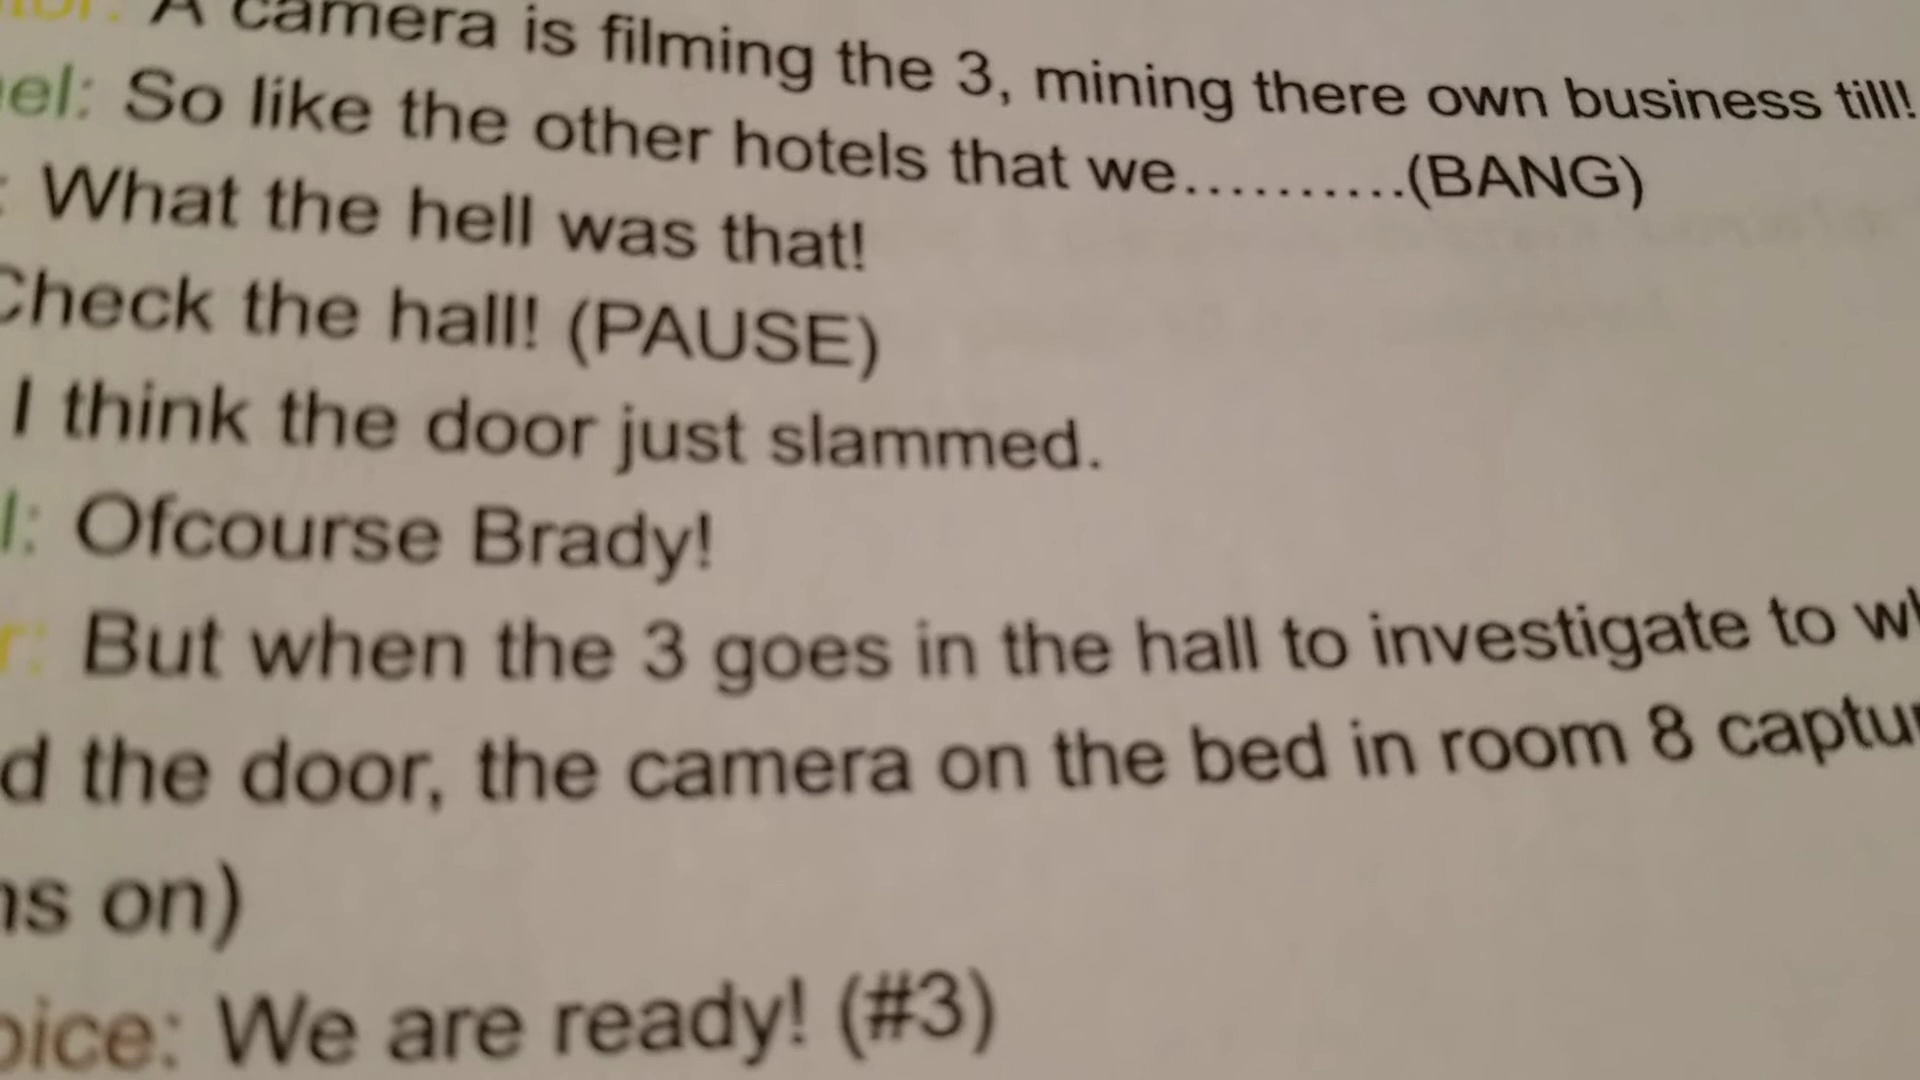 A camera is filming the 3, mining there own business till!
el: So like the other hotels that we..........(BANG)
: What the hell was that!
Check the hall! (PAUSE)
I think the door just slammed.
l: Ofcourse Brady!
r: But when the 3 goes in the hall to investigate to
d the door, the camera on the bed in room 8
ns on)
oice: We are ready! (#3)